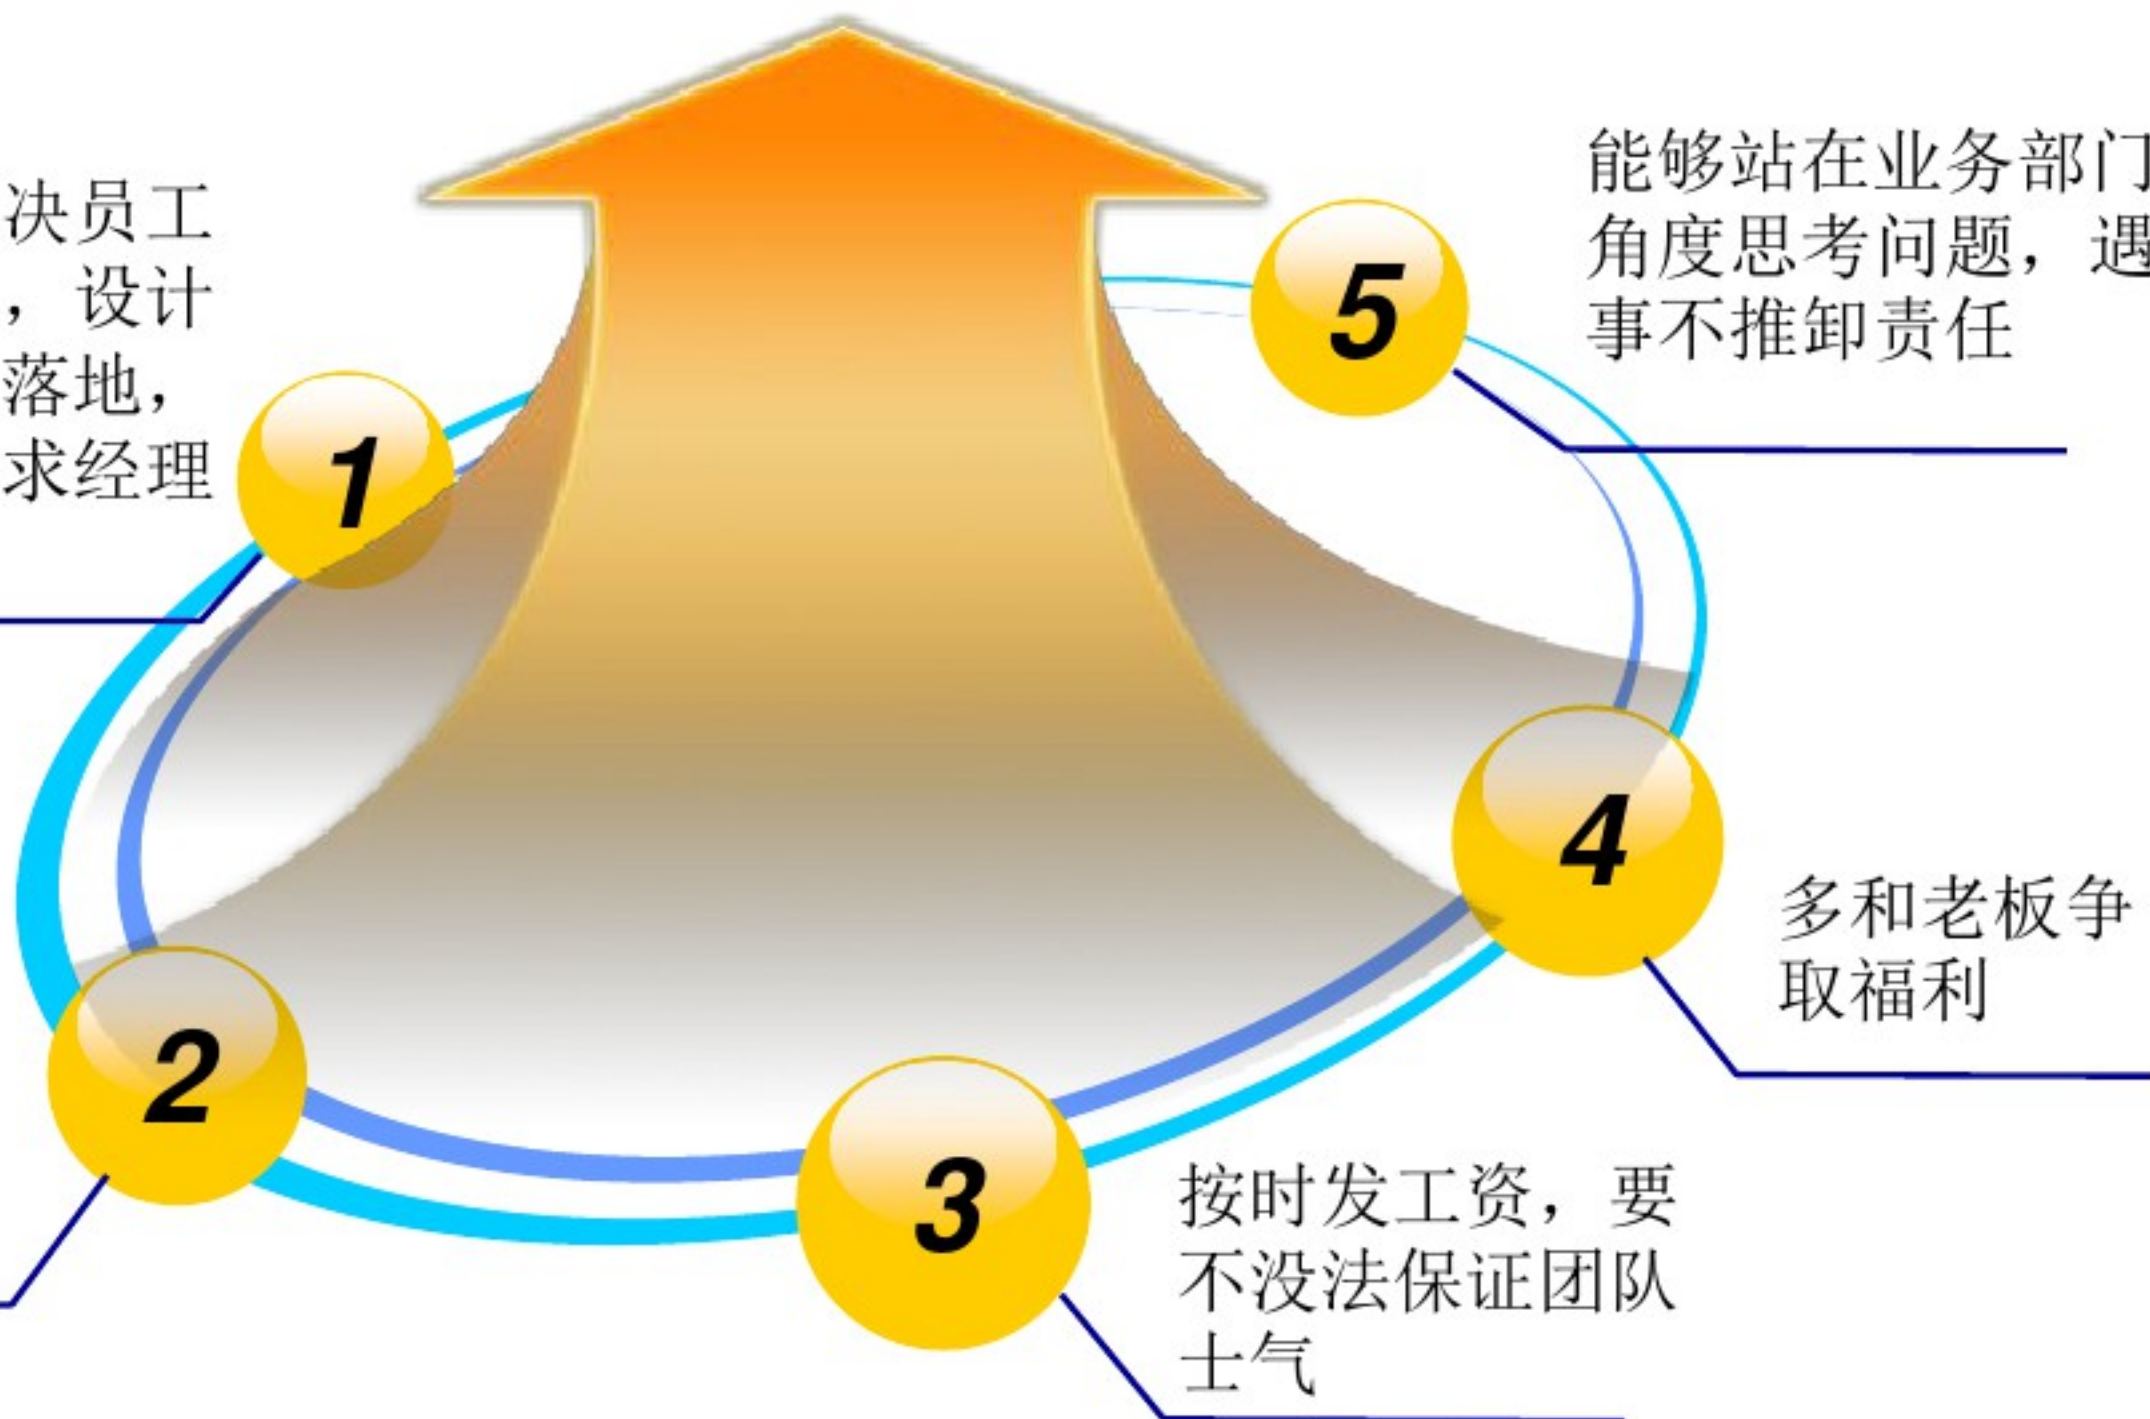 决员工
，设计
落地，
求经理
1
2
3
按时发工资，要
不没法保证团队
士气
4
多和老板争
取福利
5
能够站在业务部门
角度思考问题，遇
事不推卸责任